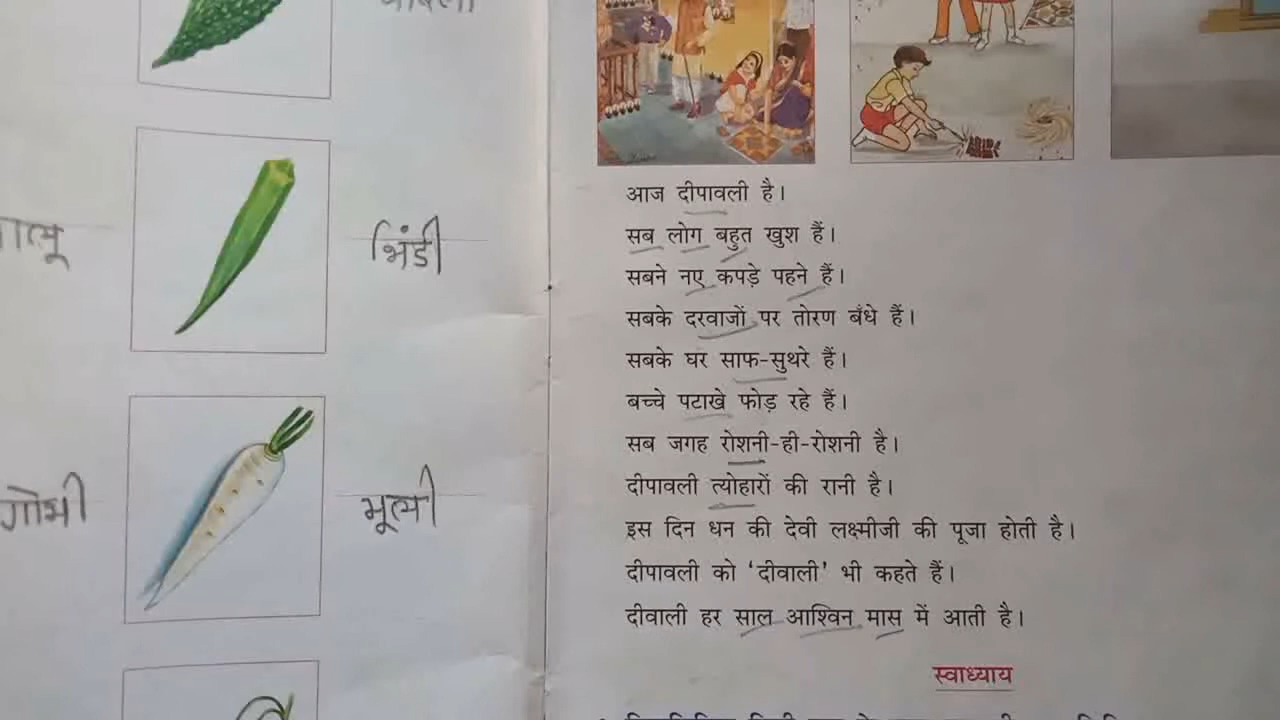 भिंडी
गोभी
आज दीपावली है।
सब लोग बहुत खुश हैं।
सबने नए कपड़े पहने हैं।
सबके दरवाजों पर तोरण बँधे हैं।
सबके घर साफ-सुथरे हैं।
बच्चे पटाखे फोड़ रहे हैं।
सब जगह रोशनी-ही-रोशनी है।
दीपावली त्योहारों की रानी है।
इस दिन धन की देवी लक्ष्मीजी की पूजा होती है।
दीपावली को ‘दीवाली’ भी कहते हैं।
दीवाली हर साल आश्विन मास में आती है।
स्वाध्याय